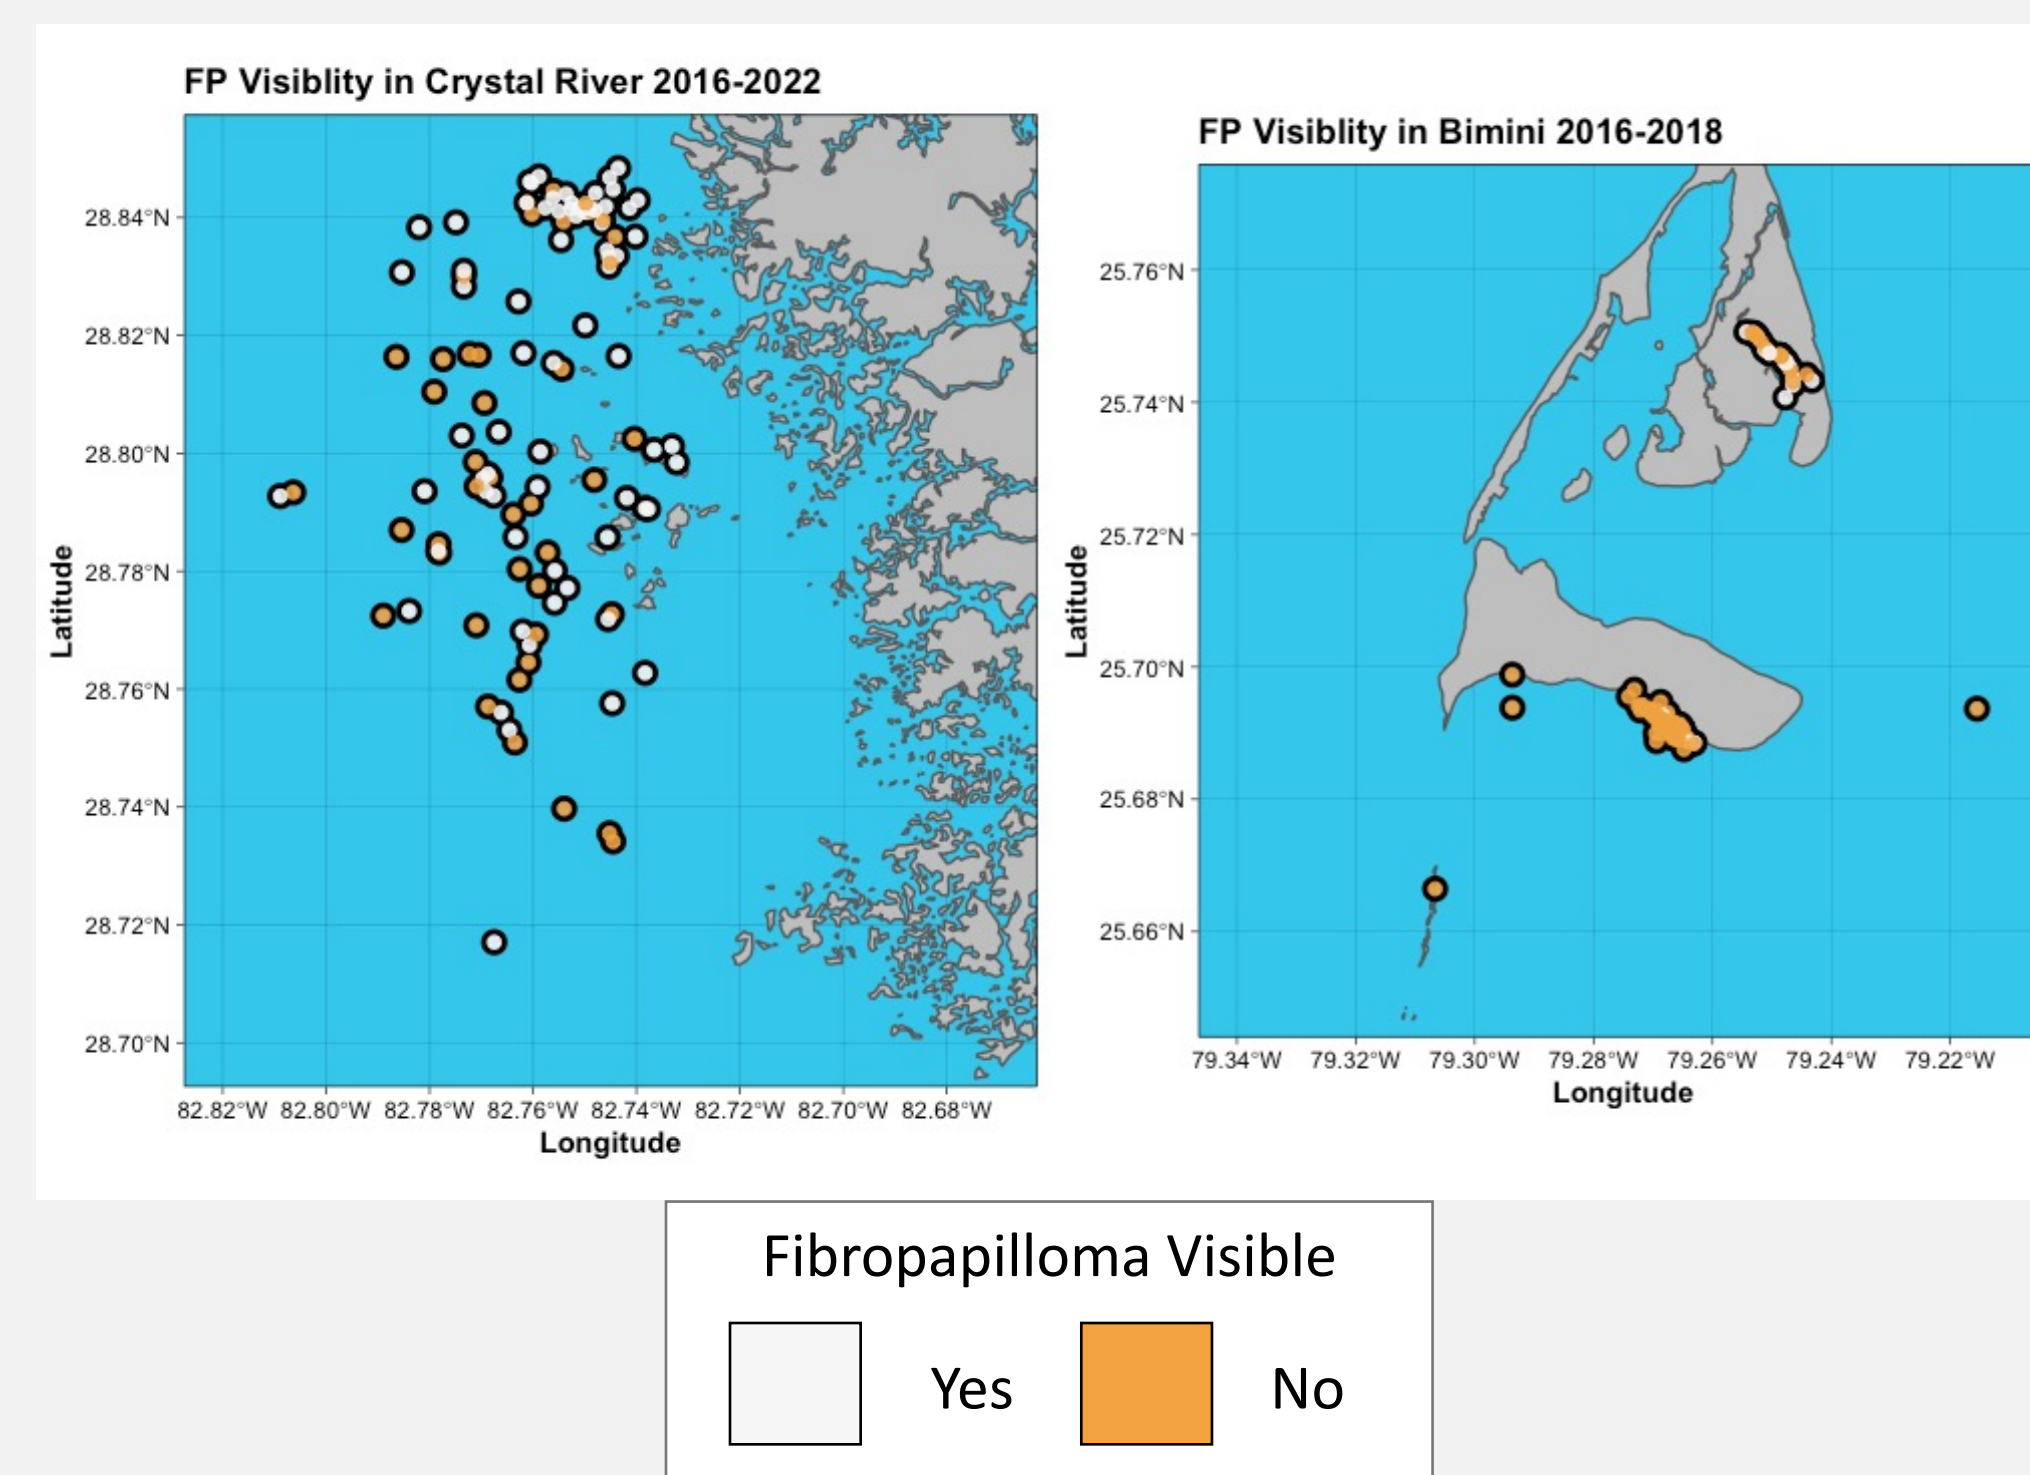 FP Visiblity in Crystal River 2016-2022
28.84°N
28.82°N
28.80°N
28.78°N
28.76°N
28.74°N
28.72°N
28.70°N
Latitude
82.82°W 82.80°W 82.78°W 82.76°W 82.74°W 82.72°W 82.70°W 82.68°W
Longitude
FP Visiblity in Bimini 2016-2018
25.76°N
25.74°N
25.72°N
25.70°N
25.68°N
25.66°N
Latitude
79.34°W 79.32°W 79.30°W 79.28°W 79.26°W 79.24°W 79.22°W
Longitude
Fibropapilloma Visible
Yes No